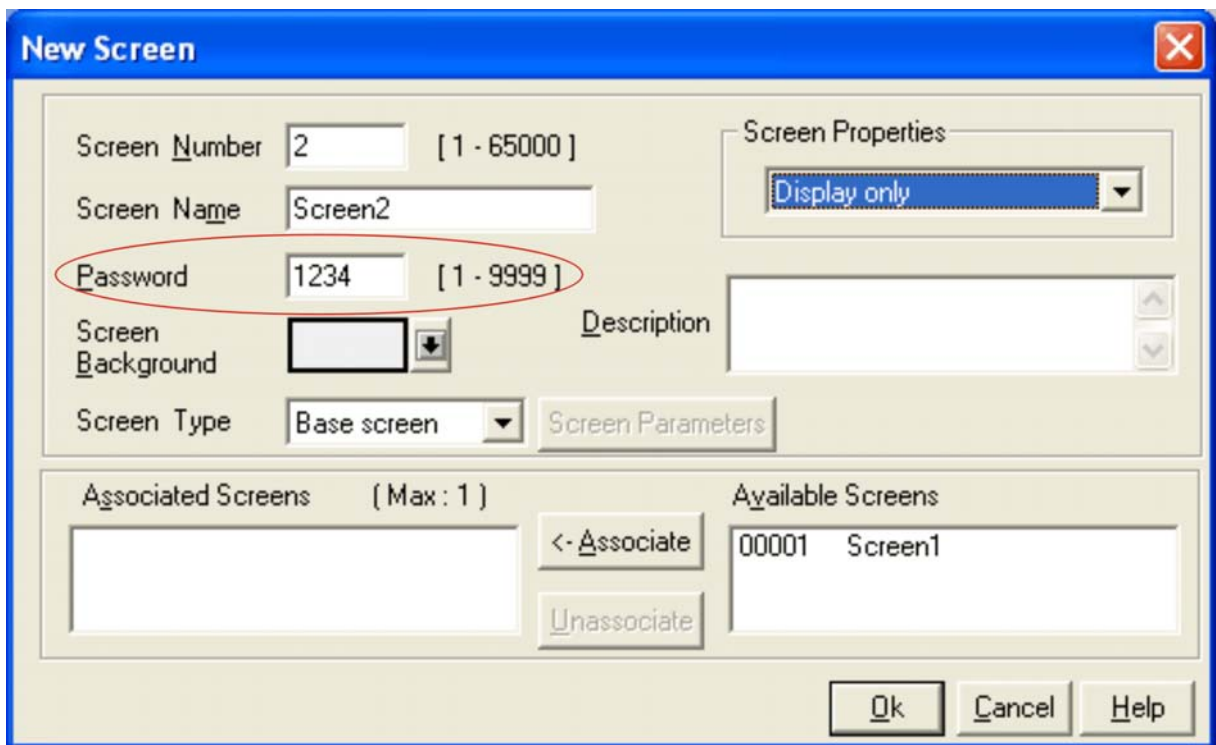 New Screen
Screen Number 2 [ 1 - 65000 ]
Screen Properties
Display only
Screen Name Screen2
Password 1234 [ 1 - 9999 ]
Description
Screen
Background
Screen Type Base screen Screen Parameters
Associated Screens ( Max : 1 )
Available Screens
<- Associate
00001 Screen1
Unassociate
Ok Cancel Help